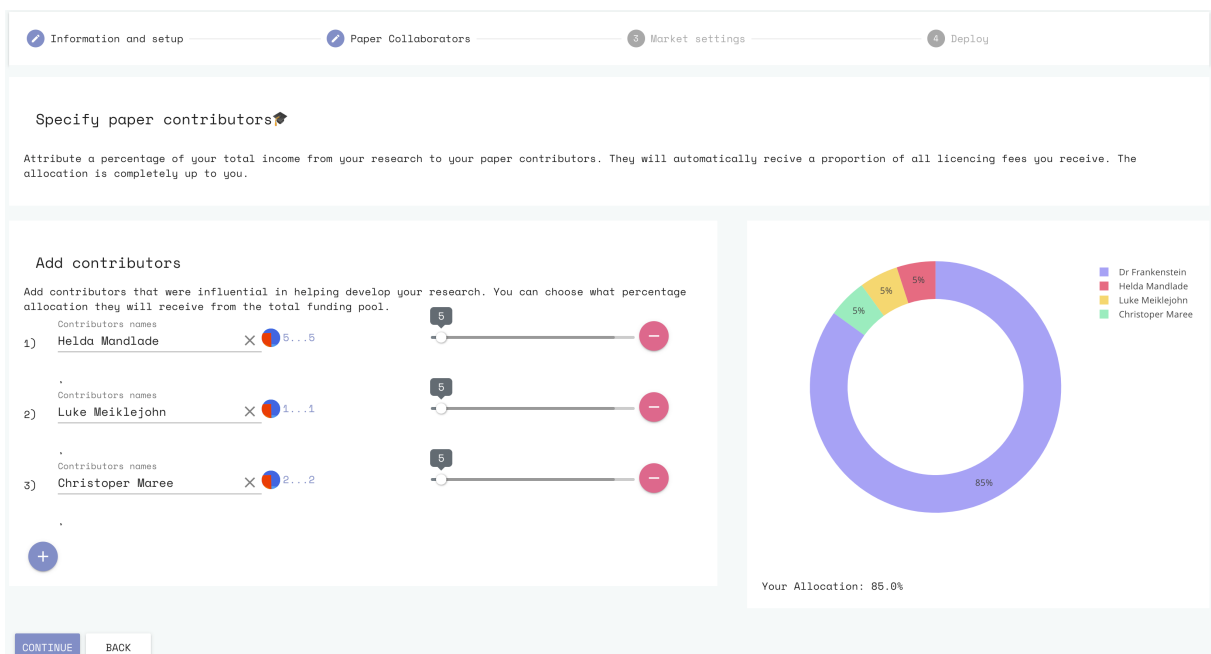 Information and setup
Paper Collaborators
3 Market settings
4 Deploy
Specify paper contributors🎓
Attribute a percentage of your total income from your research to your paper contributors. They will automatically recive a proportion of all licencing fees you receive. The
allocation is completely up to you.
Add contributors
Add contributors that were influential in helping develop your research. You can choose what percentage
allocation they will receive from the total funding pool.
Contributors names
1) Helda Mandlade 5...5 5
.
Contributors names
2) Luke Meiklejohn 1...1 5
.
Contributors names
3) Christoper Maree 2...2 5
.
5%
5%
5%
85%
Dr Frankenstein
Helda Mandlade
Luke Meiklejohn
Christoper Maree
Your Allocation: 85.0%
CONTINUE
BACK